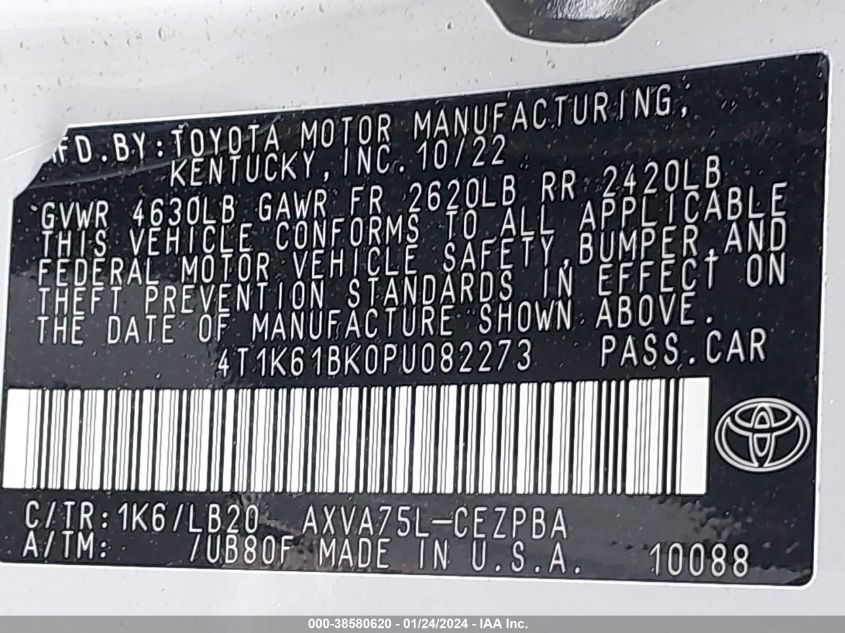 MFD. BY: TOYOTA MOTOR MANUFACTURING,
KENTUCKY, INC. 10/22
GVWR 4630LB GAWR FR 2620LB RR 2420LB
THIS VEHICLE CONFORMS TO ALL APPLICABLE
FEDERAL MOTOR VEHICLE SAFETY, BUMPER, AND
THEFT PREVENTION STANDARDS IN EFFECT ON
THE DATE OF MANUFACTURE SHOWN ABOVE.
4T1K61BK0PU082273 PASS.CAR
C/TR: 1K6/LB20 AXVA75L-CEZPBA
A/TM: /UB80F MADE IN U.S.A. 10088
000-38580620 - 01/24/2024 - IAA Inc.